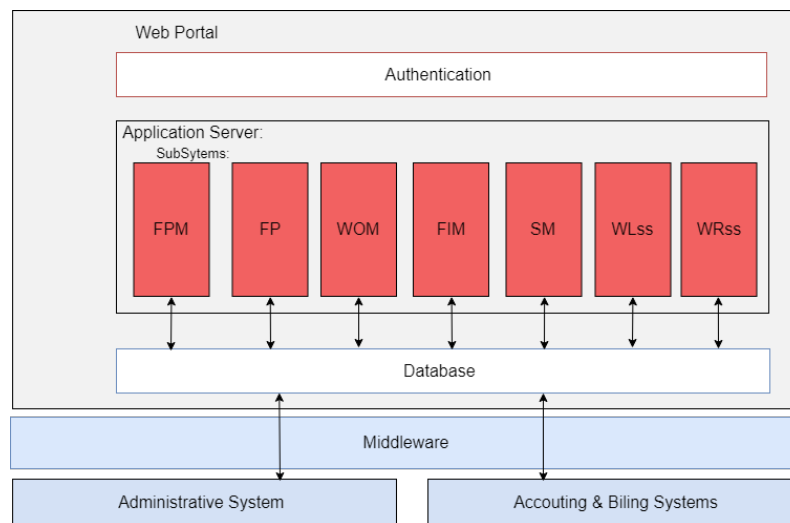 Web Portal
Authentication
Application Server:
SubSytems:
FPM FP WOM FIM SM WLss WRss
Database
Middleware
Administrative System Accouting & Biling Systems